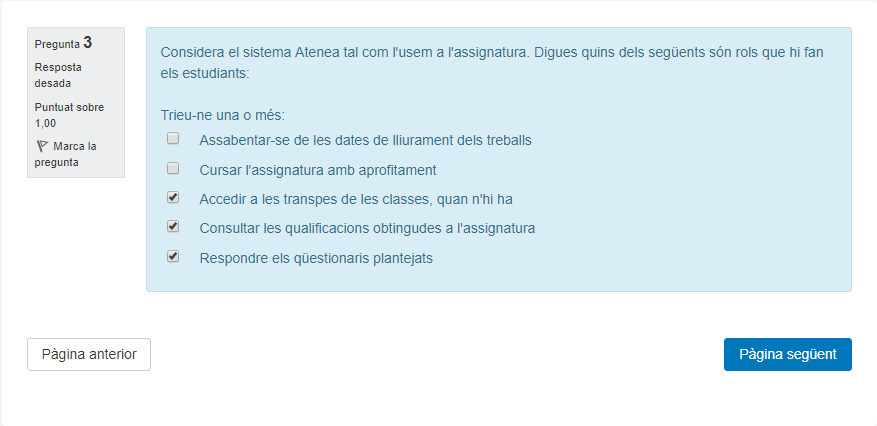 Pregunta 3
Resposta
desada
Puntuat sobre
1,00
Marca la
pregunta
Considera el sistema Atenea tal com l'usem a l'assignatura. Digues quins dels següents són rols que hi fan
els estudiants:
Trieu-ne una o més:
Assabentar-se de les dates de lliurament dels treballs
Cursar l'assignatura amb aprofitament
Accedir a les transpes de les classes, quan n'hi ha
Consultar les qualificacions obtingudes a l'assignatura
Respondre els qüestionaris plantejats
Pàgina anterior
Pàgina següent